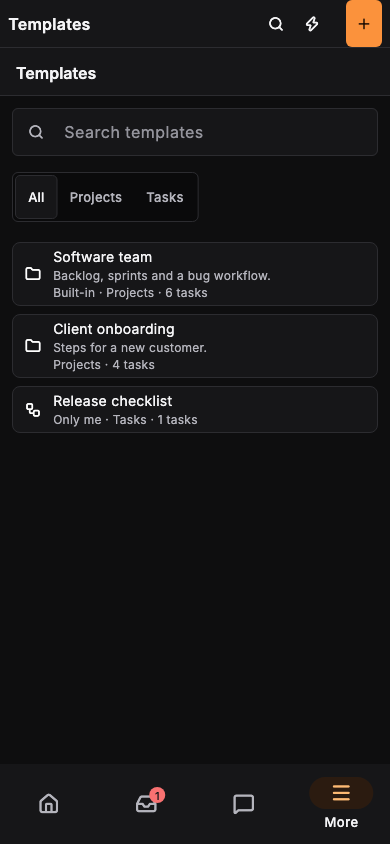 Templates
Templates
Search templates
All Projects Tasks
Software team
Backlog, sprints and a bug workflow.
Built-in · Projects · 6 tasks
Client onboarding
Steps for a new customer.
Projects · 4 tasks
Release checklist
Only me · Tasks · 1 tasks
1
More